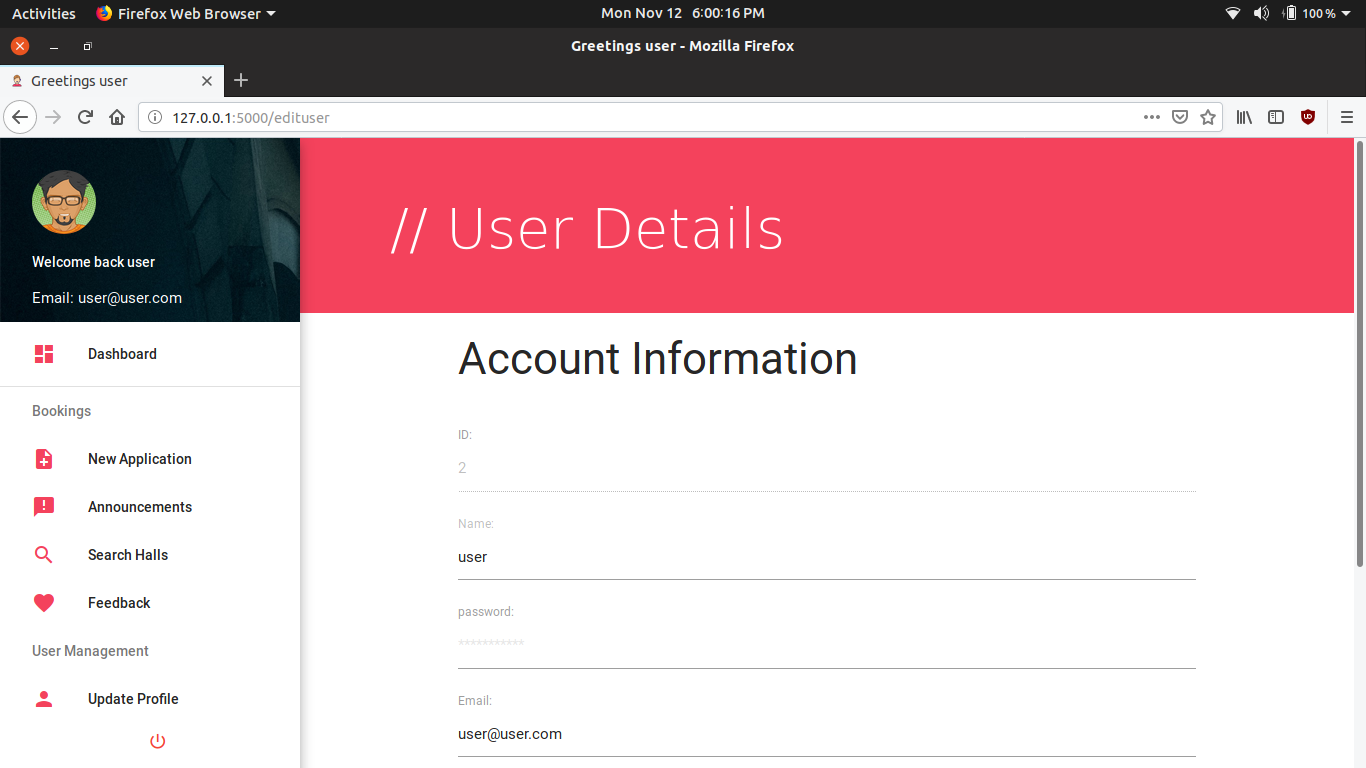 Activities Firefox Web Browser Mon Nov 12 6:00:16 PM 100 %
Greetings user - Mozilla Firefox
Greetings user
127.0.0.1:5000/edituser
// User Details
Welcome back user
Email: user@user.com
Dashboard
Bookings
New Application
Announcements
Search Halls
Feedback
User Management
Update Profile
Account Information
ID:
2
Name:
user
password:
***********
Email:
user@user.com